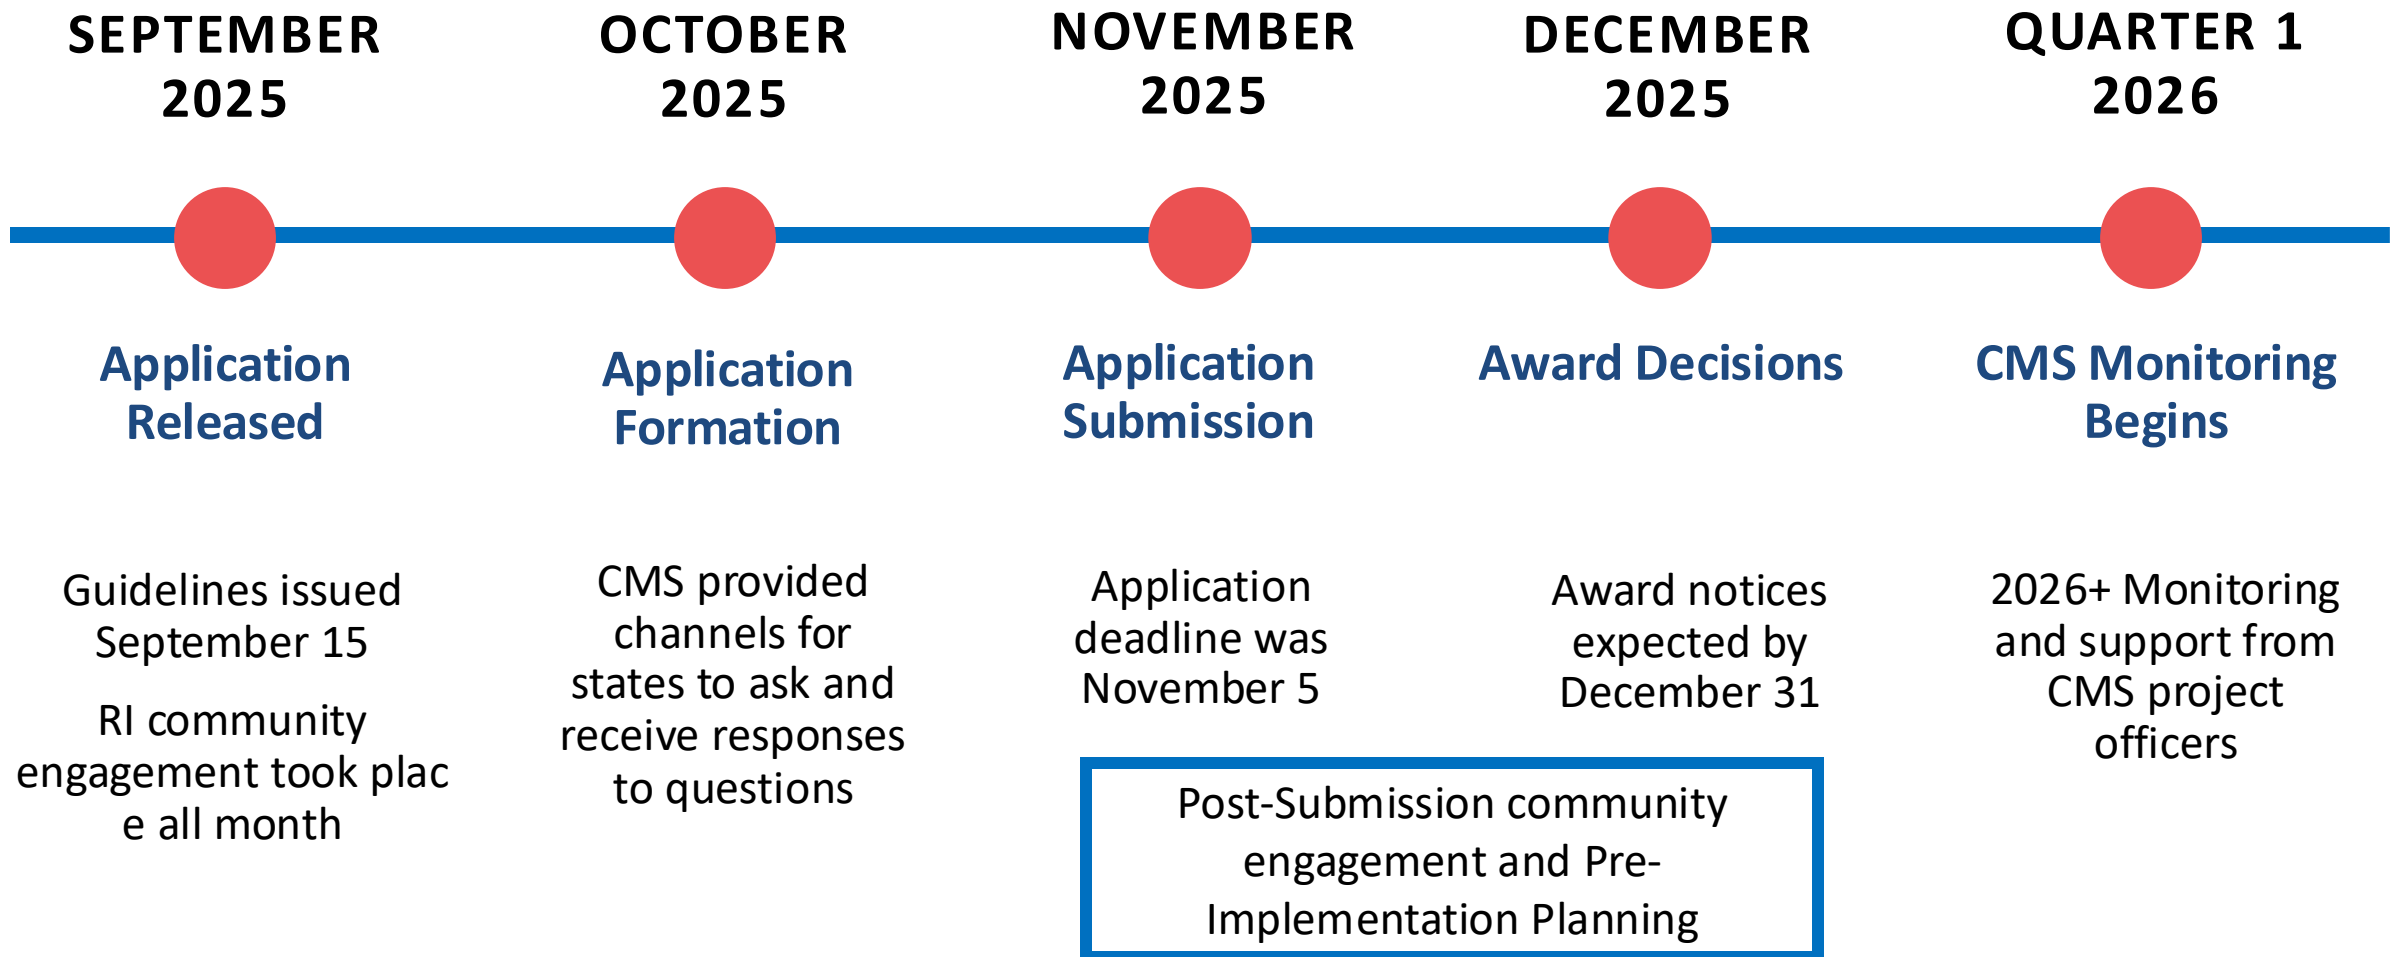 SEPTEMBER
2025
OCTOBER
2025
NOVEMBER
2025
DECEMBER
2025
QUARTER 1
2026
Application
Released
Application
Formation
Application
Submission
Award Decisions
CMS Monitoring
Begins
Guidelines issued
September 15
RI community
engagement took plac
e all month
CMS provided
channels for
states to ask and
receive responses
to questions
Application
deadline was
November 5
Award notices
expected by
December 31
2026+ Monitoring
and support from
CMS project
officers
Post-Submission community
engagement and Pre-
Implementation Planning